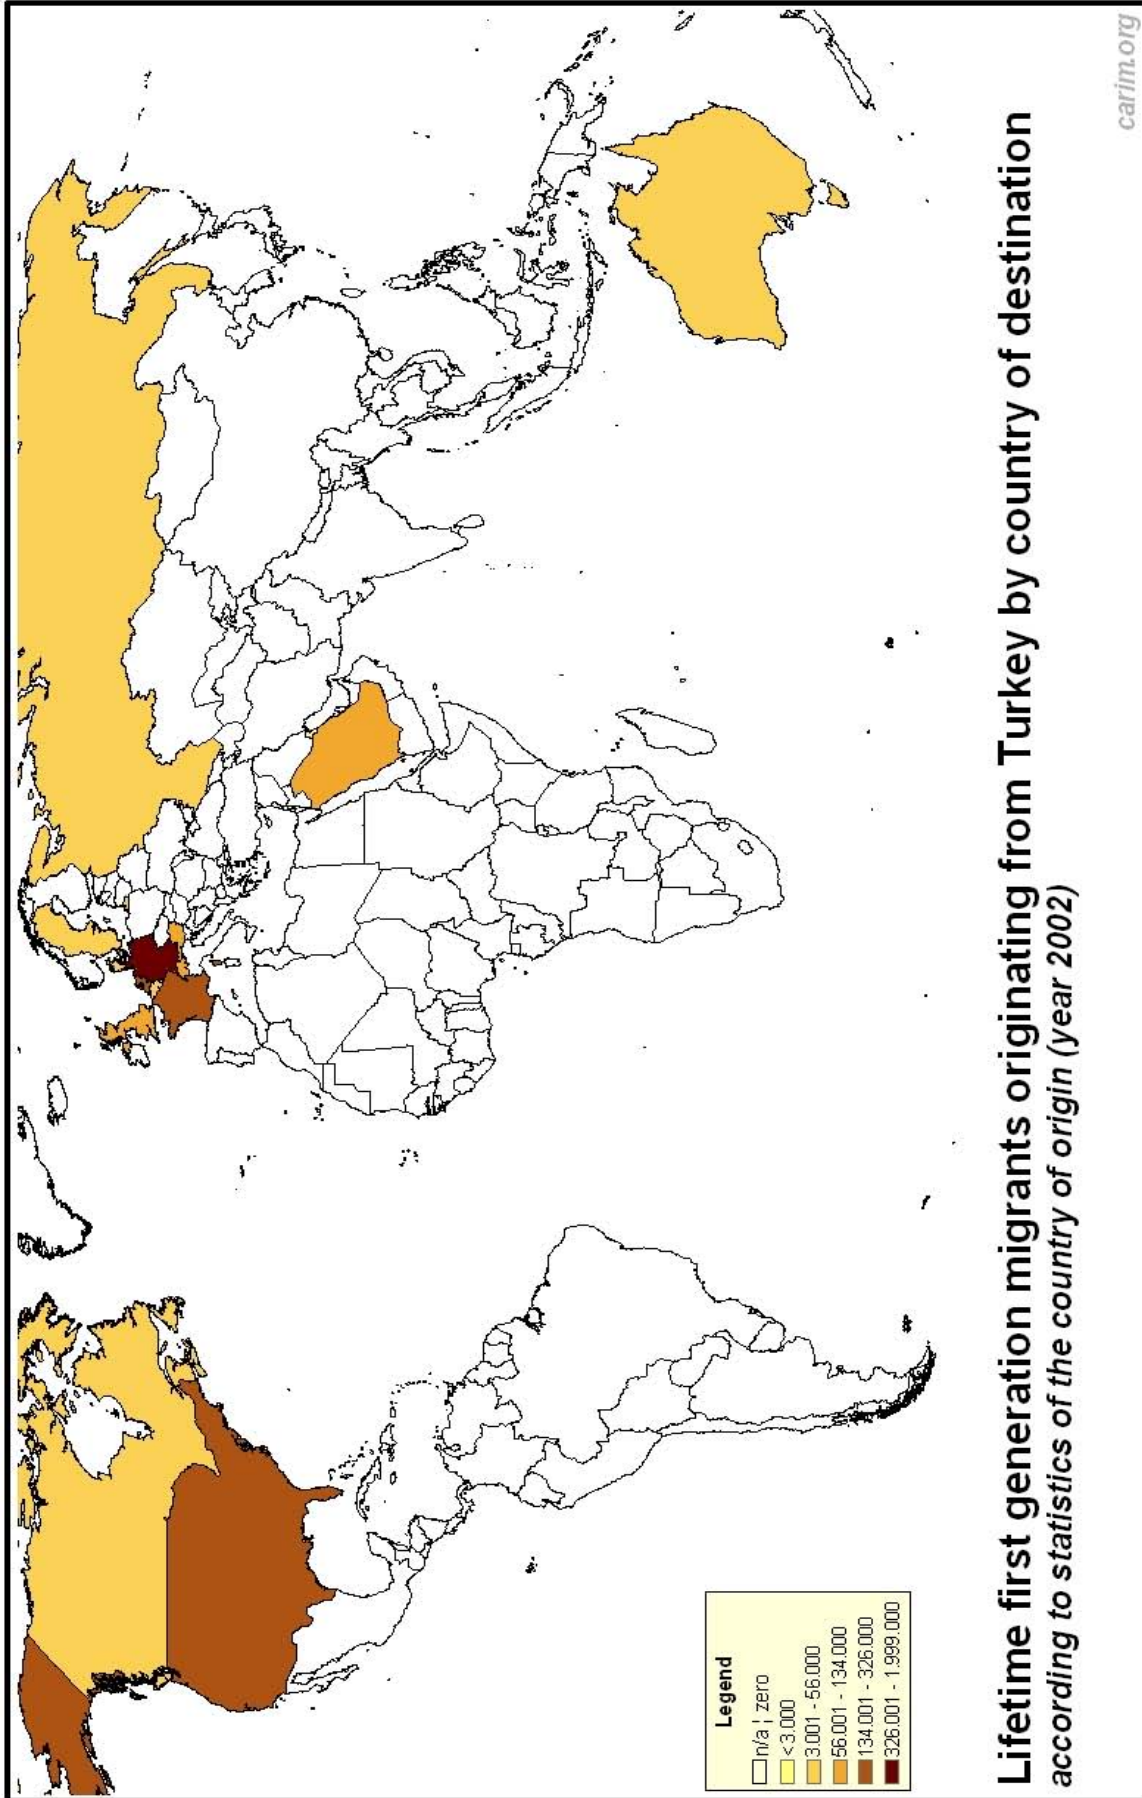 Legend
n/a ¦ zero
< 3.000
3.001 - 56.000
56.001 - 134.000
134.001 - 326.000
326.001 - 1.999.000
Lifetime first generation migrants originating from Turkey by country of destination
according to statistics of the country of origin (year 2002)
carim.org